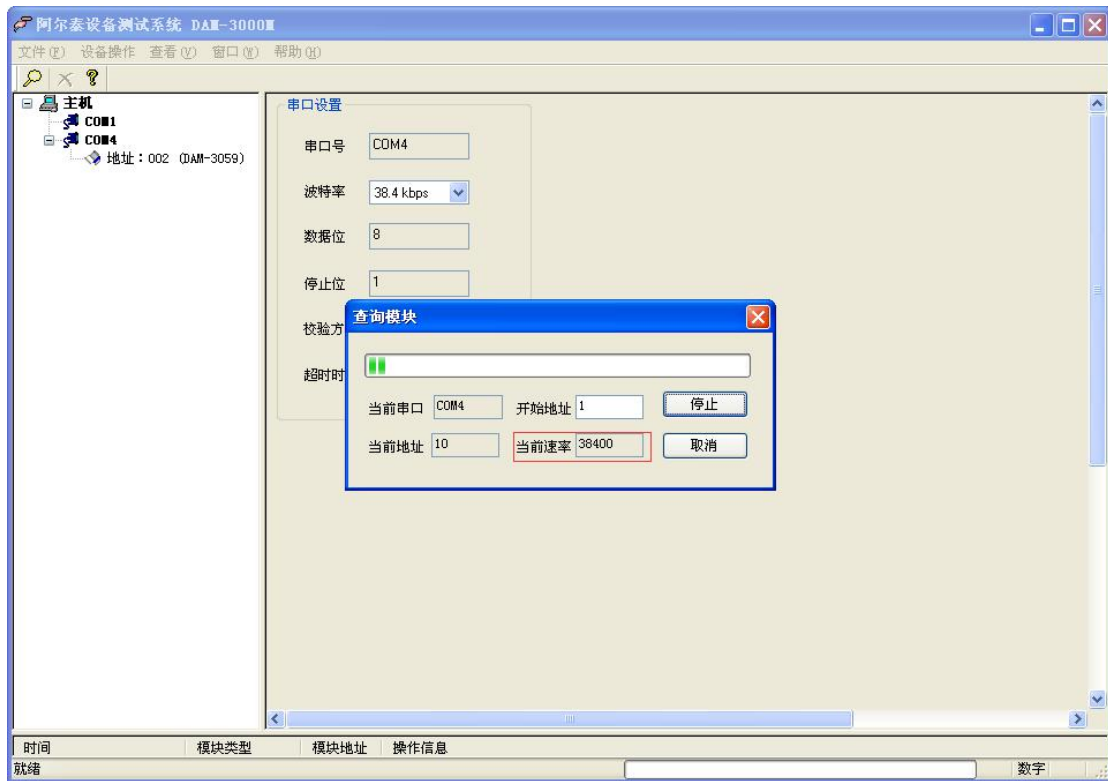 阿尔泰设备测试系统 DAM-3000M
文件(F) 设备操作 查看(V) 窗口(W) 帮助(H)
主机
COM1
COM4
地址：002 (DAM-3059)
串口设置
串口号 COM4
波特率 38.4 kbps
数据位 8
停止位 1
校验方
超时时
查询模块
当前串口 COM4 开始地址 1 停止
当前地址 10 当前速率 38400 取消
时间 模块类型 模块地址 操作信息
就绪 数字